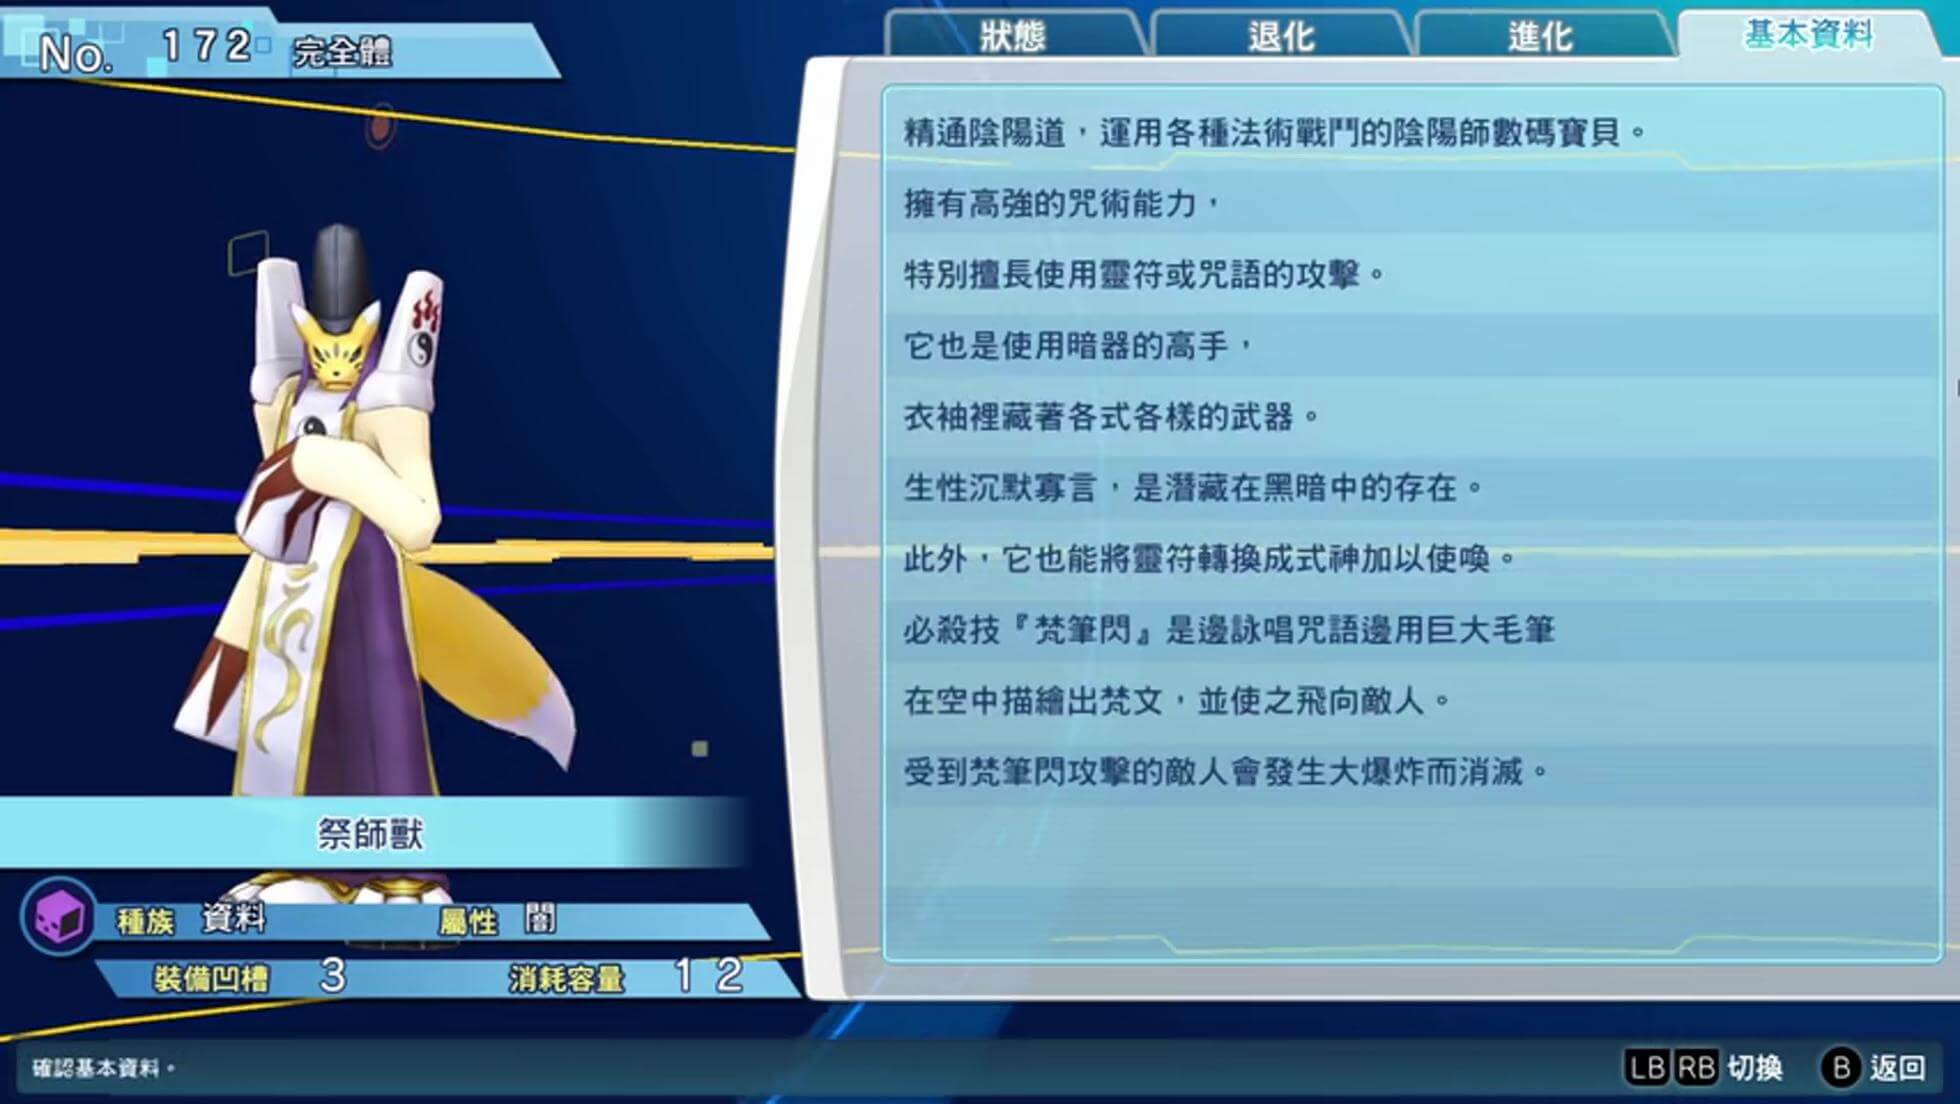 No. 172 完全體
狀態 退化 進化 基本資料
精通陰陽道，運用各種法術戰鬥的陰陽師數碼寶貝。
擁有高強的咒術能力，
特別擅長使用靈符或咒語的攻擊。
它也是使用暗器的高手，
衣袖裡藏著各式各樣的武器。
生性沉默寡言，是潛藏在黑暗中的存在。
此外，它也能將靈符轉換成式神加以使喚。
必殺技『梵筆閃』是邊詠唱咒語邊用巨大毛筆
在空中描繪出梵文，並使之飛向敵人。
受到梵筆閃攻擊的敵人會發生大爆炸而消滅。
祭師獸
種族 資料 屬性 闇
裝備凹槽 3 消耗容量 12
確認基本資料。
LB RB 切換 B 返回